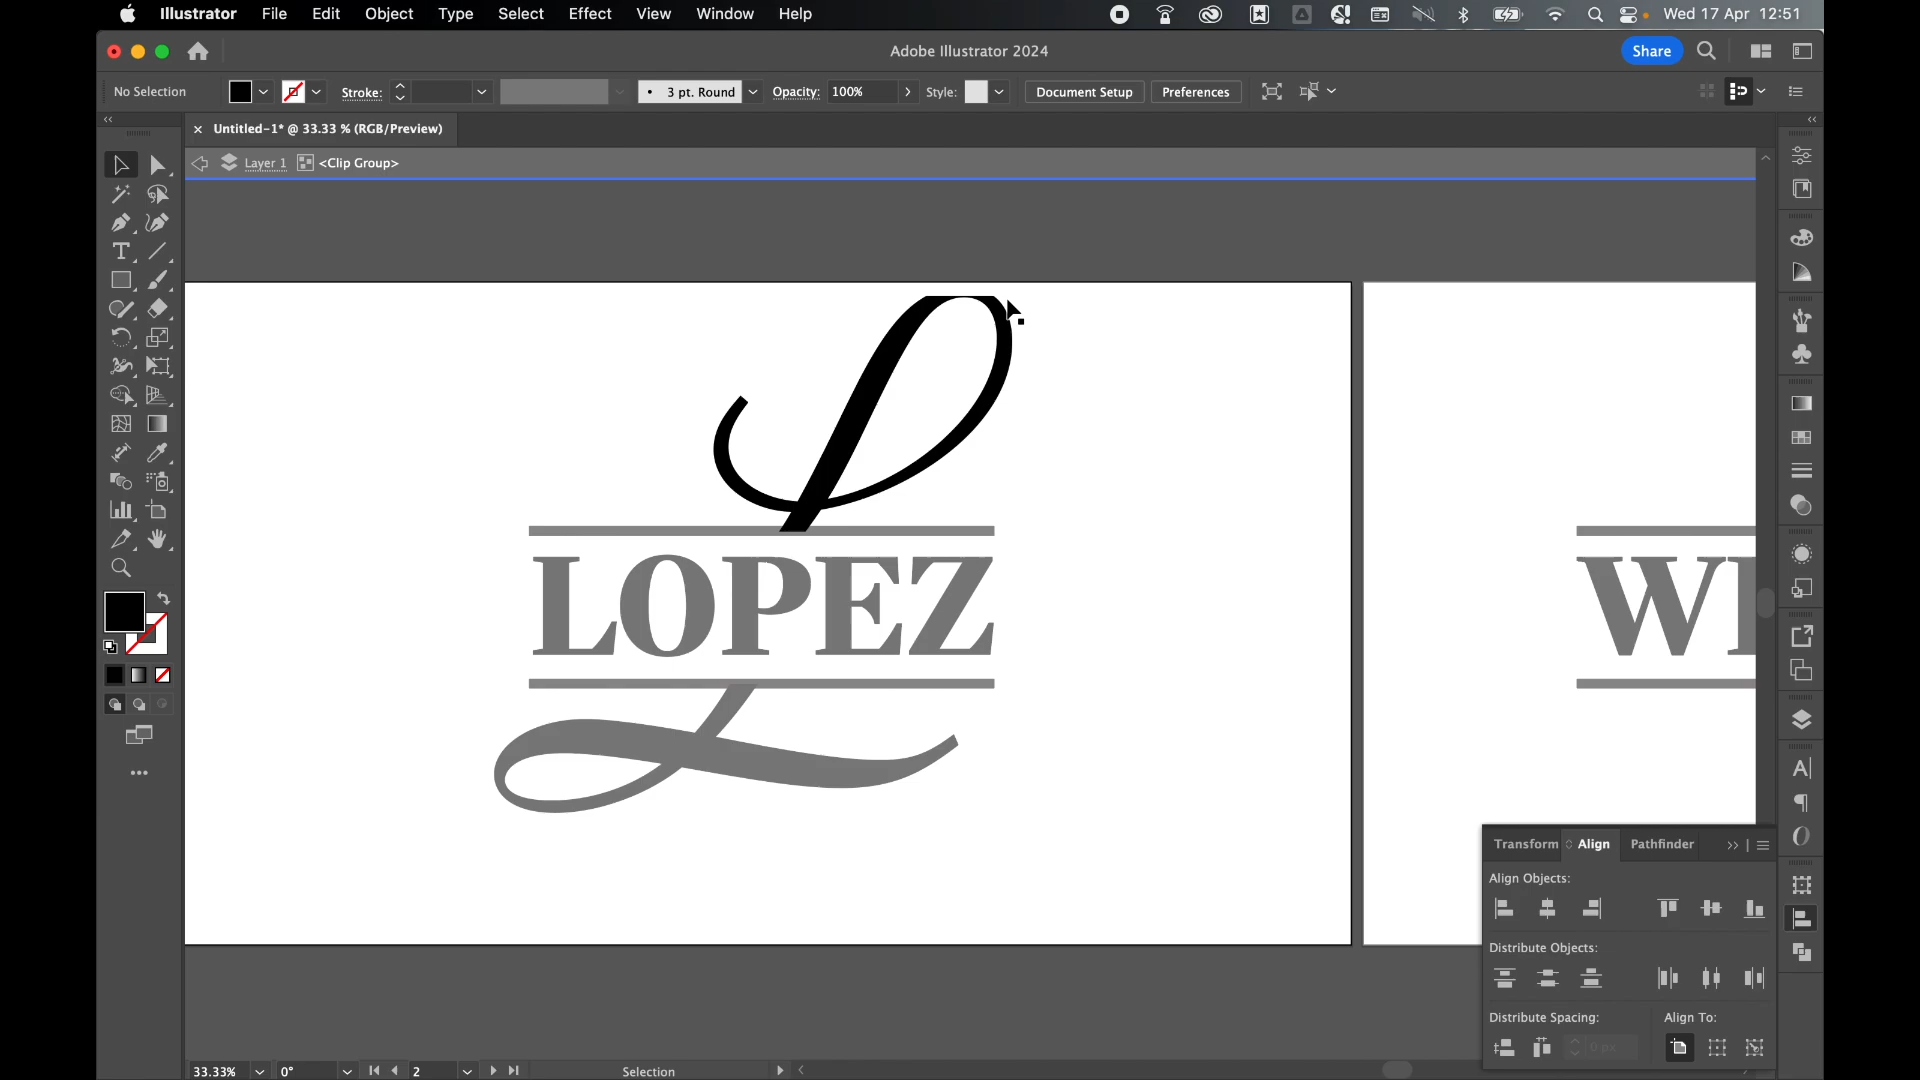 Illustrator File Edit Object Type Select Effect View Window Help Wed 17 Apr 12:51
Adobe Illustrator 2024 Share
No Selection Stroke: • 3 pt. Round Opacity: 100% Style: Document Setup Preferences
× Untitled-1* @ 33.33 % (RGB/Preview)
Layer 1 <Clip Group>
L
LOPEZ
WI
Transform Align Pathfinder
Align Objects:
Distribute Objects:
Distribute Spacing: Align To:
0 px
33.33% 0° 2 Selection